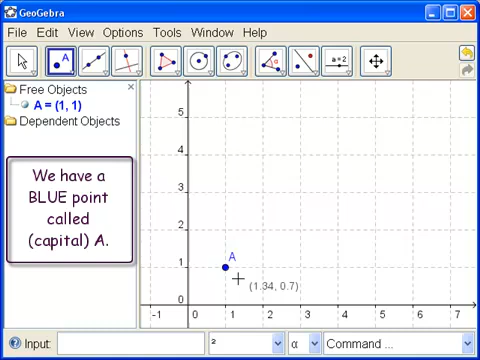 GeoGebra
File Edit View Options Tools Window Help
A
a = 2
Free Objects
A = (1, 1)
Dependent Objects
We have a
BLUE point
called
(capital) A.
5
4
3
2
A
1
(1.34, 0.7)
0
-1 0 1 2 3 4 5 6 7
Input: ² α Command ...